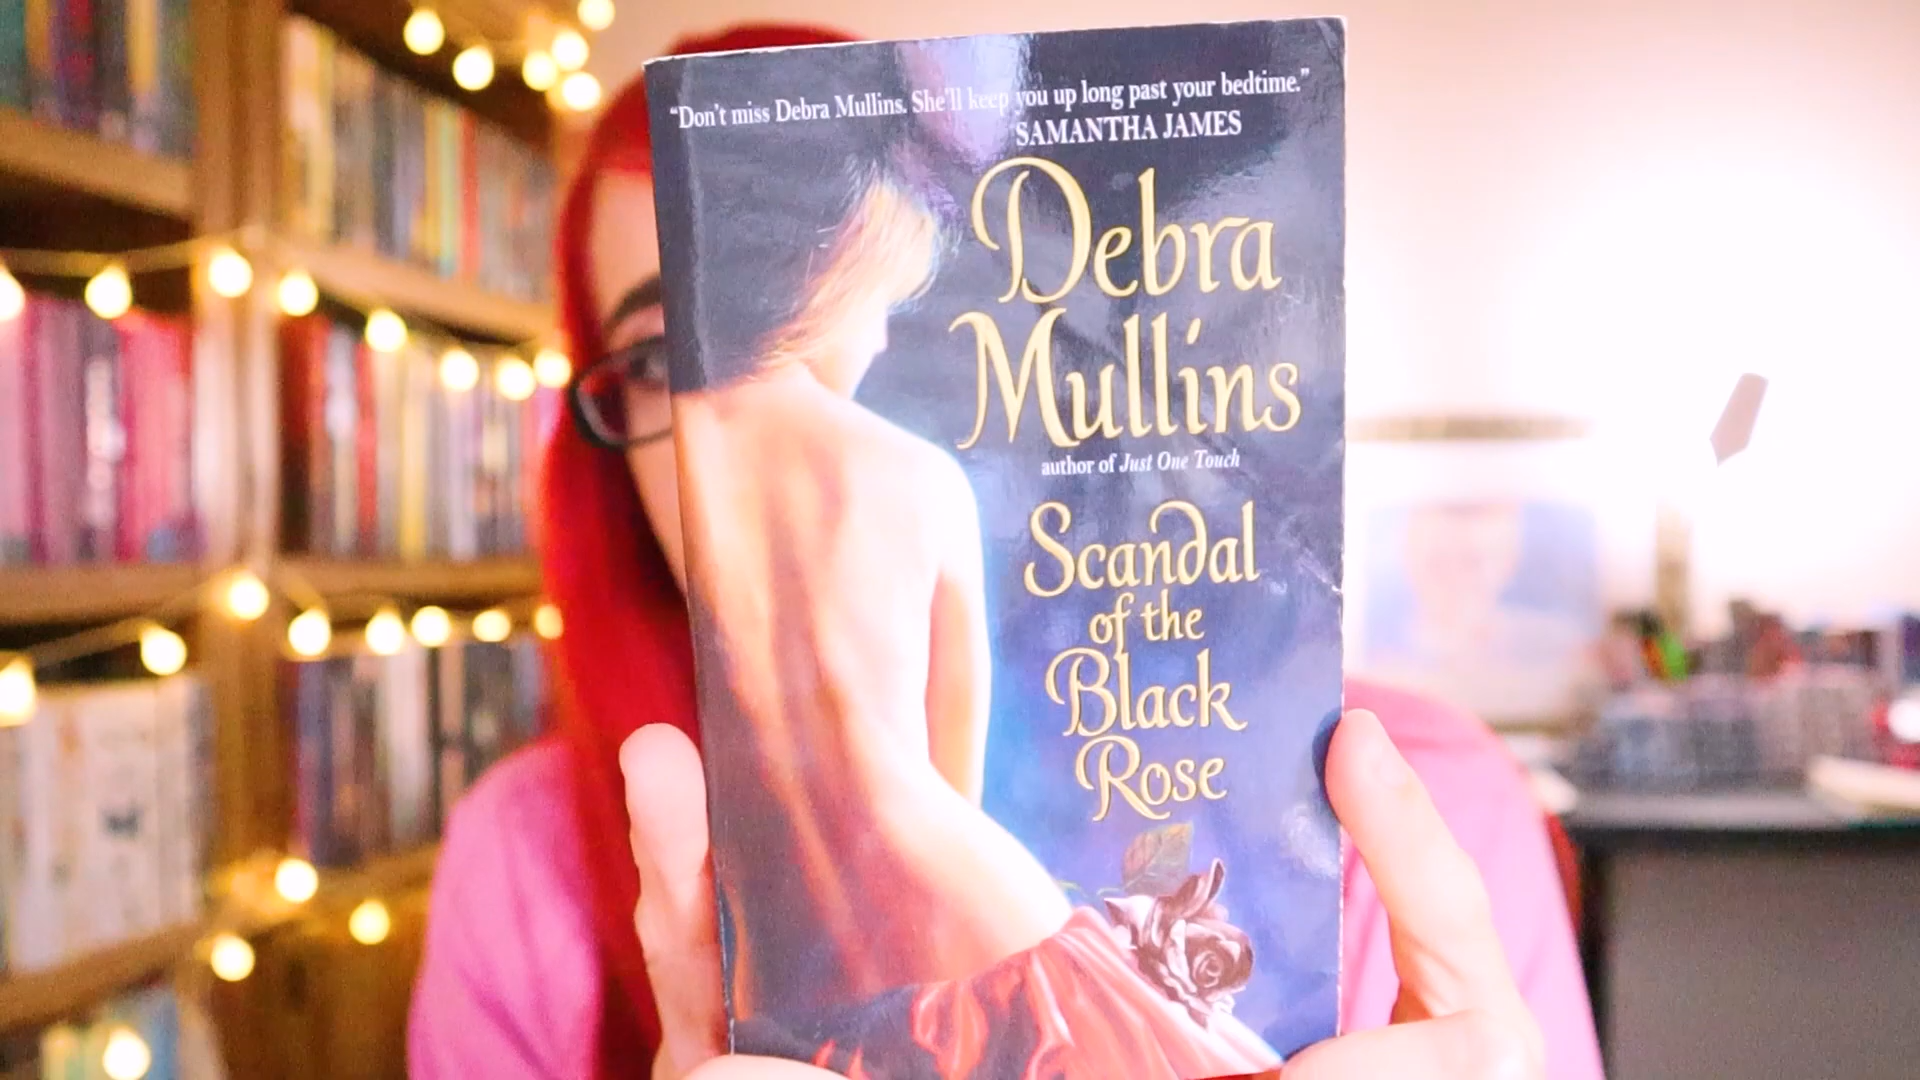 “Don't miss Debra Mullins. She'll keep you up long past your bedtime.”
SAMANTHA JAMES
Debra
Mullins
author of Just One Touch
Scandal
of the
Black
Rose